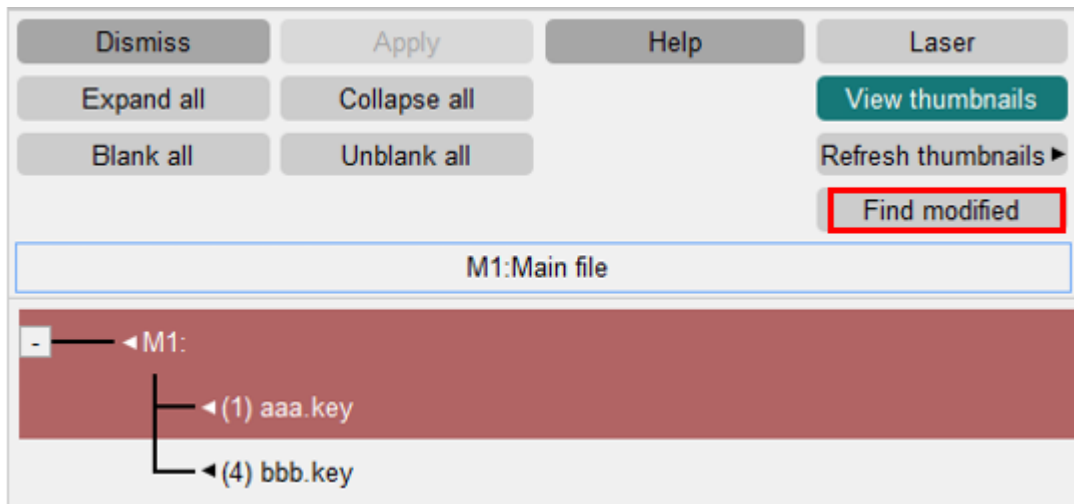 Dismiss Apply Help Laser
Expand all Collapse all View thumbnails
Blank all Unblank all Refresh thumbnails
Find modified
M1:Main file
- M1:
(1) aaa.key
(4) bbb.key